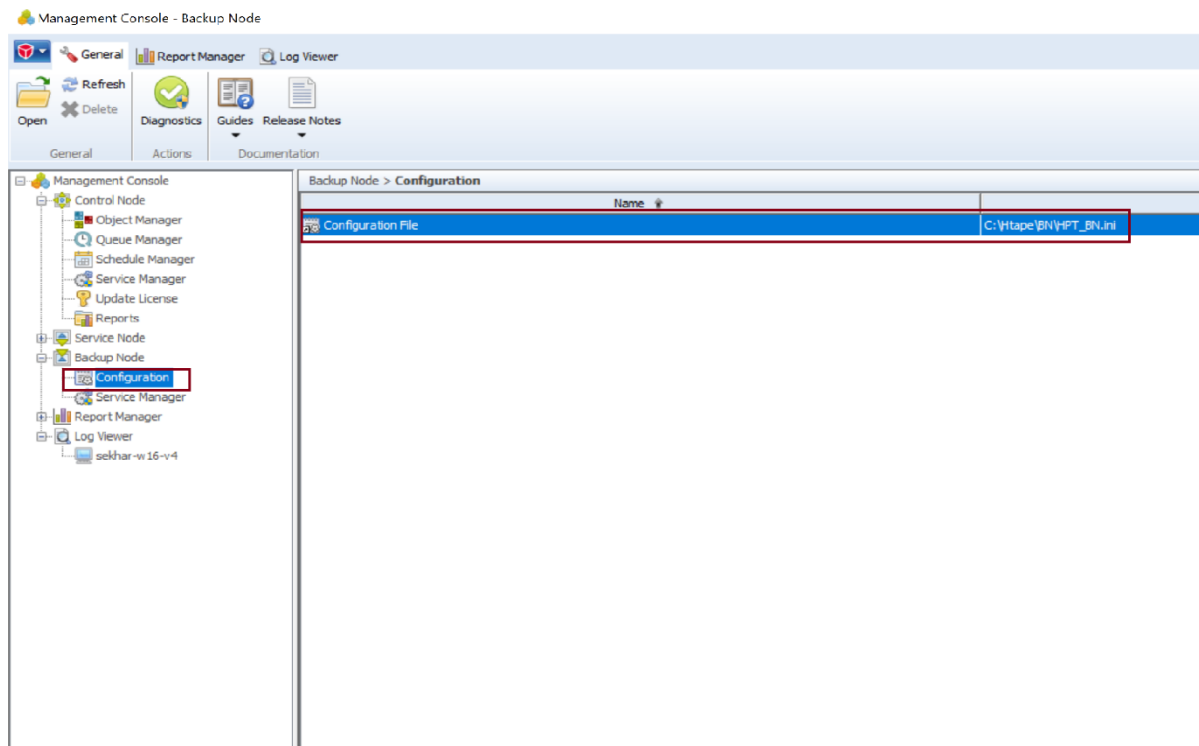 Management Console - Backup Node
General Report Manager Log Viewer
Open
Refresh
Delete
Diagnostics
Guides
Release Notes
General Actions Documentation
Management Console
Control Node
Object Manager
Queue Manager
Schedule Manager
Service Manager
Update License
Reports
Service Node
Backup Node
Configuration
Service Manager
Report Manager
Log Viewer
sekhar-w16-v4
Backup Node > Configuration
Name
Configuration File C:\Htape\BN\HPT_BN.ini